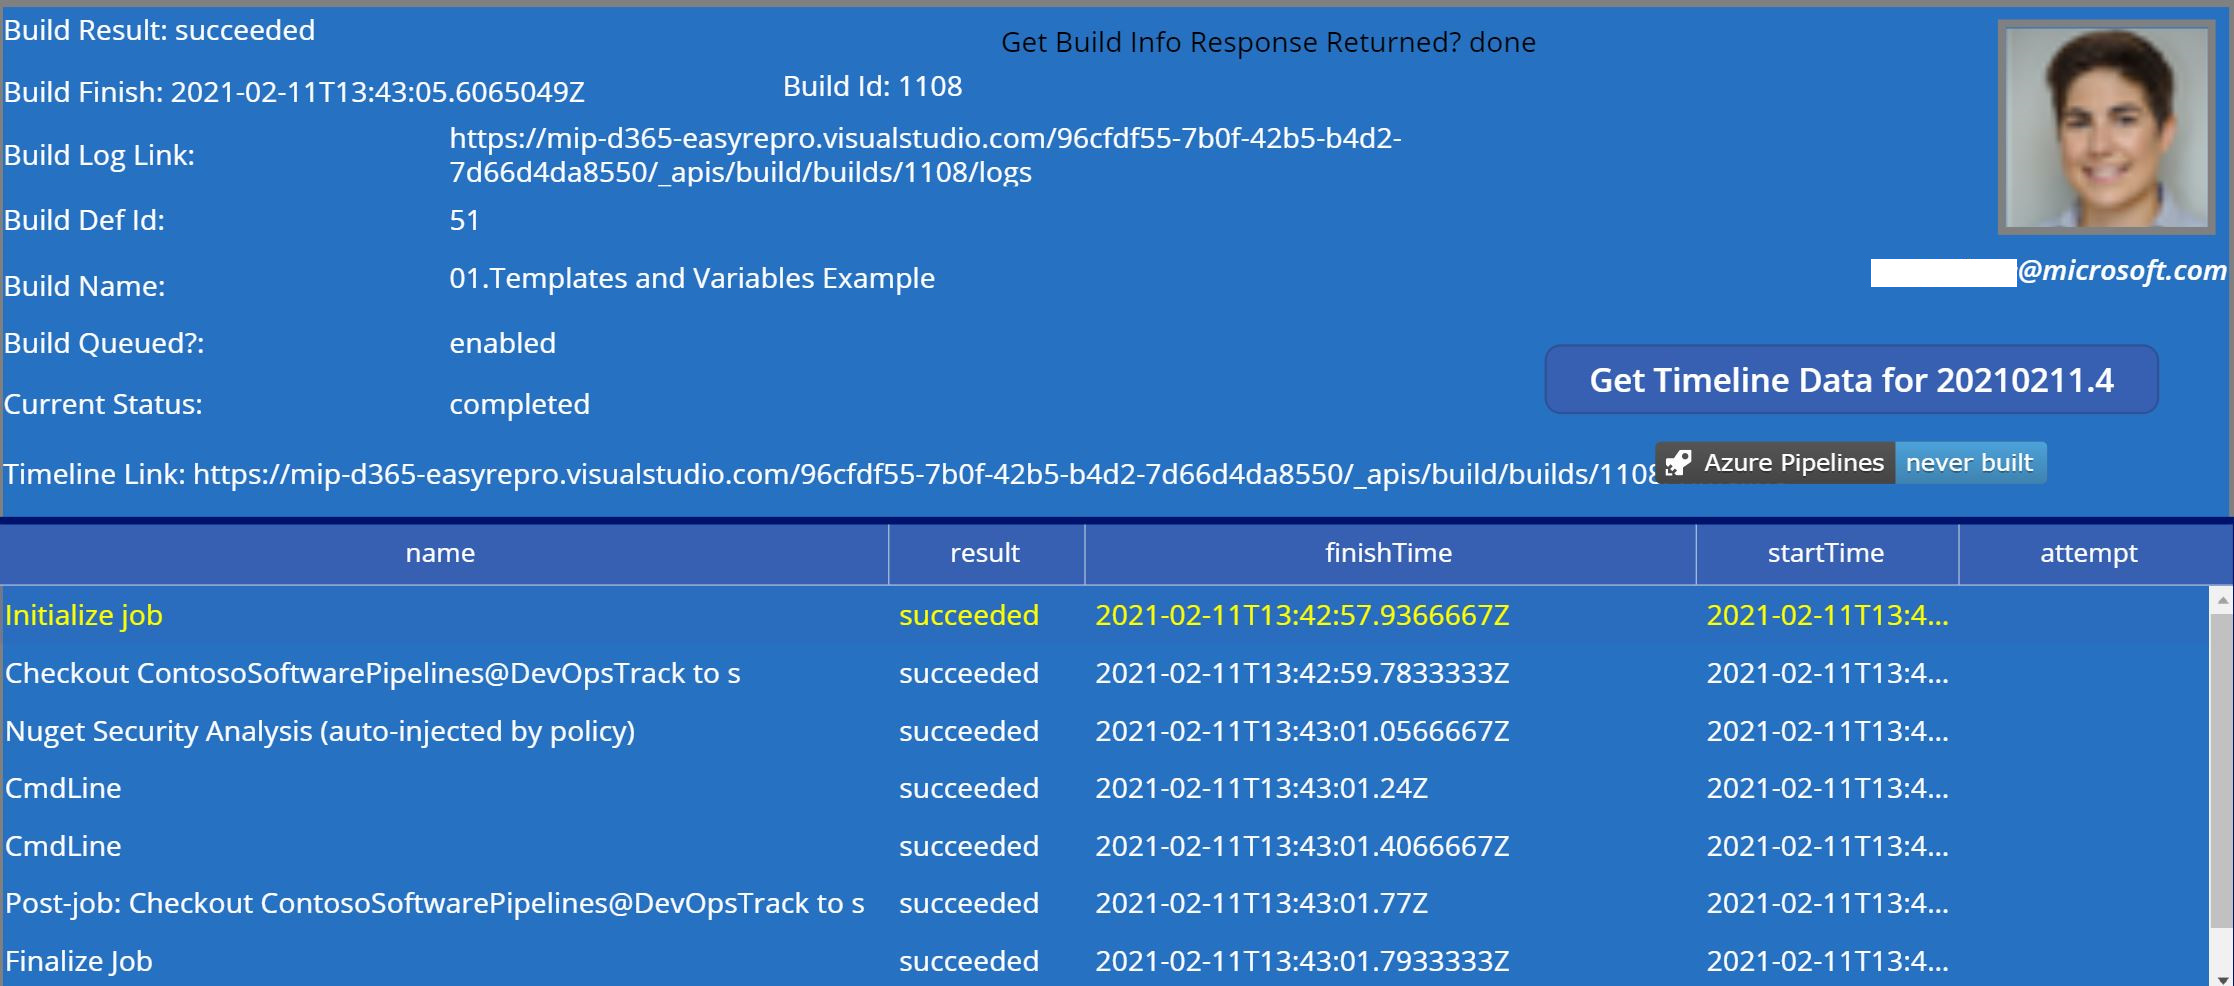 Build Result: succeeded
Get Build Info Response Returned? done
Build Finish: 2021-02-11T13:43:05.6065049Z
Build Id: 1108
Build Log Link:
https://mip-d365-easyrepro.visualstudio.com/96cfdf55-7b0f-42b5-b4d2-
7d66d4da8550/_apis/build/builds/1108/logs
Build Def Id:
51
Build Name:
01.Templates and Variables Example
@microsoft.com
Build Queued?:
enabled
Get Timeline Data for 20210211.4
Current Status:
completed
Timeline Link: https://mip-d365-easyrepro.visualstudio.com/96cfdf55-7b0f-42b5-b4d2-7d66d4da8550/_apis/build/builds/1108
Azure Pipelines never built
name result finishTime startTime attempt
Initialize job succeeded 2021-02-11T13:42:57.9366667Z 2021-02-11T13:4...
Checkout ContosoSoftwarePipelines@DevOpsTrack to s succeeded 2021-02-11T13:42:59.7833333Z 2021-02-11T13:4...
Nuget Security Analysis (auto-injected by policy) succeeded 2021-02-11T13:43:01.0566667Z 2021-02-11T13:4...
CmdLine succeeded 2021-02-11T13:43:01.24Z 2021-02-11T13:4...
CmdLine succeeded 2021-02-11T13:43:01.4066667Z 2021-02-11T13:4...
Post-job: Checkout ContosoSoftwarePipelines@DevOpsTrack to s succeeded 2021-02-11T13:43:01.77Z 2021-02-11T13:4...
Finalize Job succeeded 2021-02-11T13:43:01.7933333Z 2021-02-11T13:4...